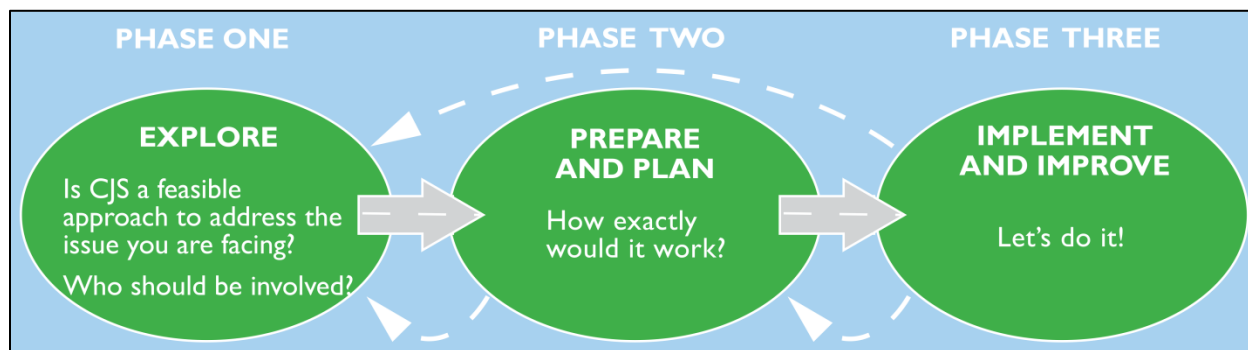 PHASE ONE
PHASE TWO
PHASE THREE
EXPLORE
Is CJS a feasible
approach to address the
issue you are facing?
Who should be involved?
PREPARE
AND PLAN
How exactly
would it work?
IMPLEMENT
AND IMPROVE
Let's do it!